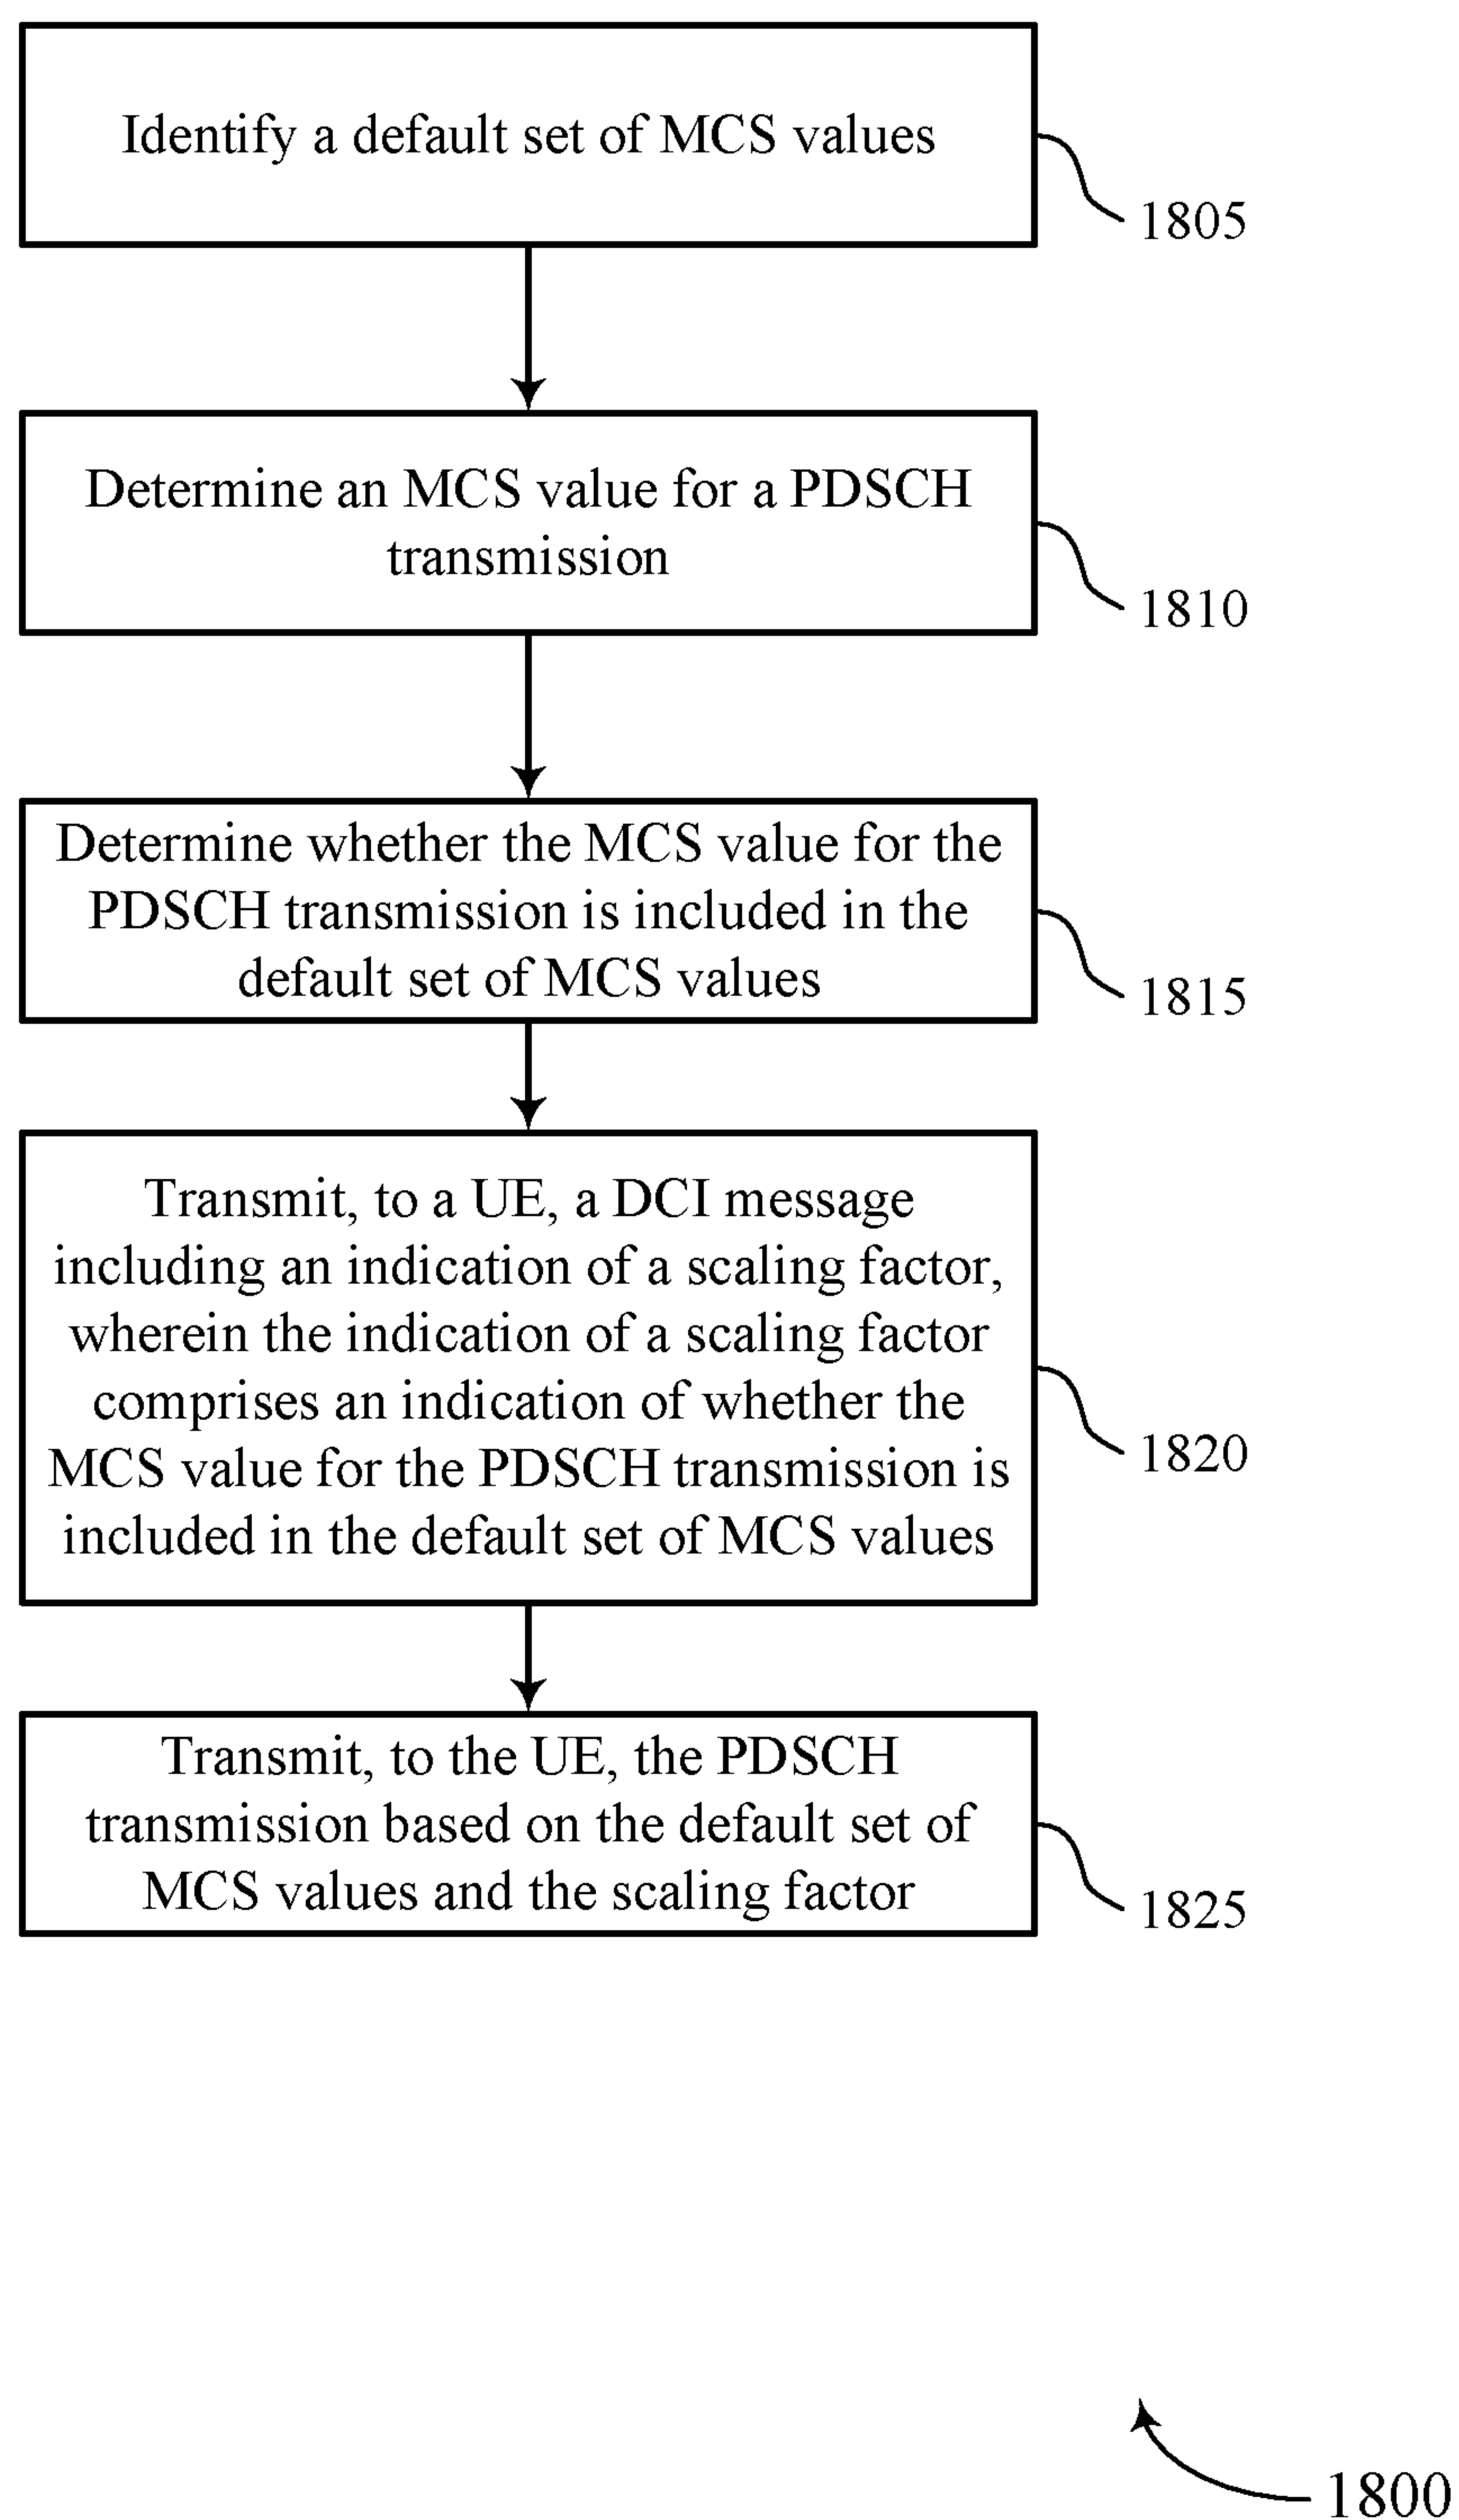 Identify a default set of MCS values
1805
Determine an MCS value for a PDSCH
transmission
1810
Determine whether the MCS value for the
PDSCH transmission is included in the
default set of MCS values
1815
Transmit, to a UE, a DCI message
including an indication of a scaling factor,
wherein the indication of a scaling factor
comprises an indication of whether the
MCS value for the PDSCH transmission is
included in the default set of MCS values
1820
Transmit, to the UE, the PDSCH
transmission based on the default set of
MCS values and the scaling factor
1825
1800